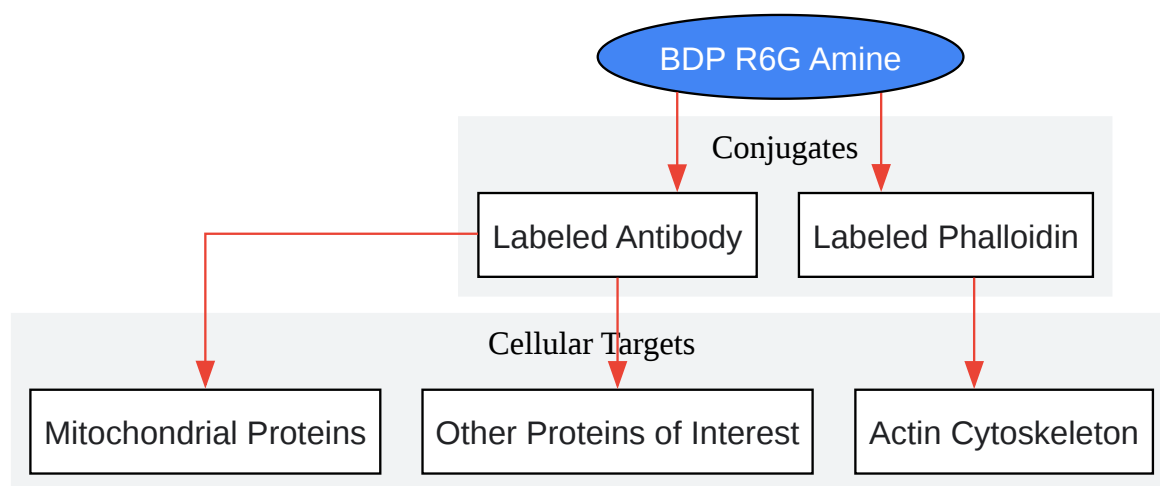 BDP R6G Amine
Conjugates
Labeled Antibody
Labeled Phalloidin
Cellular Targets
Mitochondrial Proteins
Other Proteins of Interest
Actin Cytoskeleton